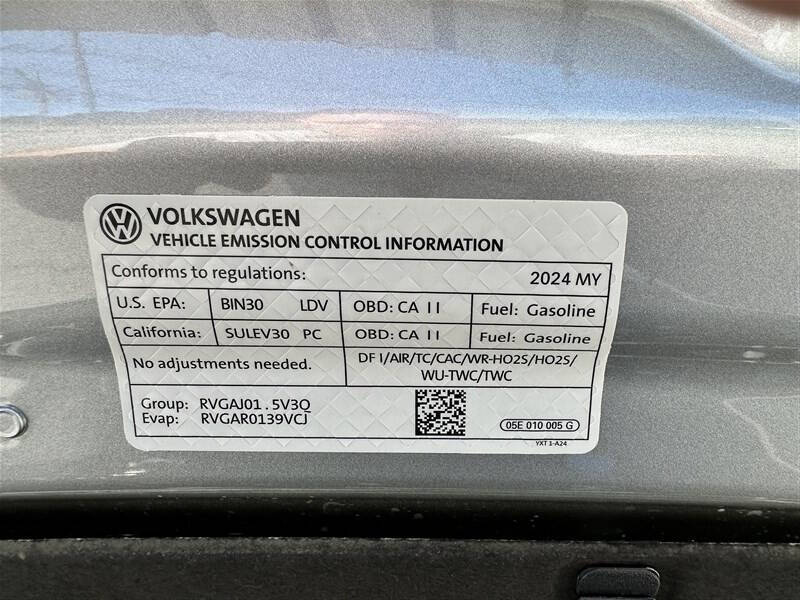 VOLKSWAGEN
VEHICLE EMISSION CONTROL INFORMATION
Conforms to regulations: 2024 MY
U.S. EPA: BIN30 LDV OBD: CA II Fuel: Gasoline
California: SULEV30 PC OBD: CA II Fuel: Gasoline
No adjustments needed. DFI/AIR/TC/CAC/WR-HO2S/HO2S/
WU-TWC/TWC
Group: RVGAJ01.5V3Q
Evap: RVGAR0139VCJ
05E 010 005 G
YXT 1-A24